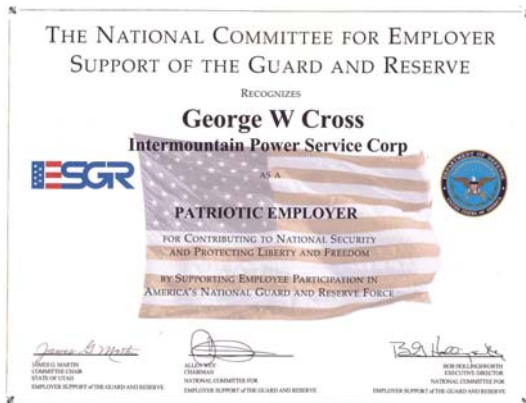 THE NATIONAL COMMITTEE FOR EMPLOYER
SUPPORT OF THE GUARD AND RESERVE
RECOGNIZES
George W Cross
Intermountain Power Service Corp
ESGR
AS A
PATRIOTIC EMPLOYER
FOR CONTRIBUTING TO NATIONAL SECURITY
AND PROTECTING LIBERTY AND FREEDOM
BY SUPPORTING EMPLOYEE PARTICIPATION IN
AMERICA'S NATIONAL GUARD AND RESERVE FORCE
James G. Martin
JAMES G. MARTIN
COMMITTEE CHAIR
STATE OF UTAH
EMPLOYER SUPPORT of THE GUARD AND RESERVE
ALLEN
CHAIRMAN
NATIONAL COMMITTEE FOR
EMPLOYER SUPPORT OF THE GUARD AND RESERVE
BOB HOLLINGSWORTH
EXECUTIVE DIRECTOR
NATIONAL COMMITTEE FOR
EMPLOYER SUPPORT of THE GUARD AND RESERVE